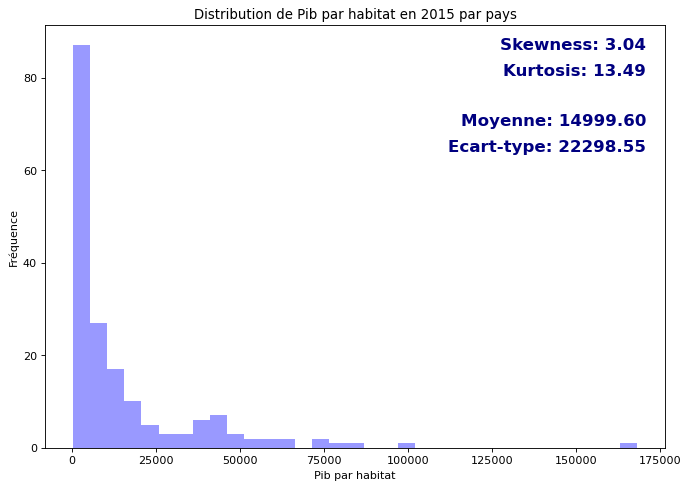 Distribution de Pib par habitat en 2015 par pays
Skewness: 3.04
Kurtosis: 13.49
Moyenne: 14999.60
Ecart-type: 22298.55
Fréquence
80
60
40
20
0
0 25000 50000 75000 100000 125000 150000 175000
Pib par habitat